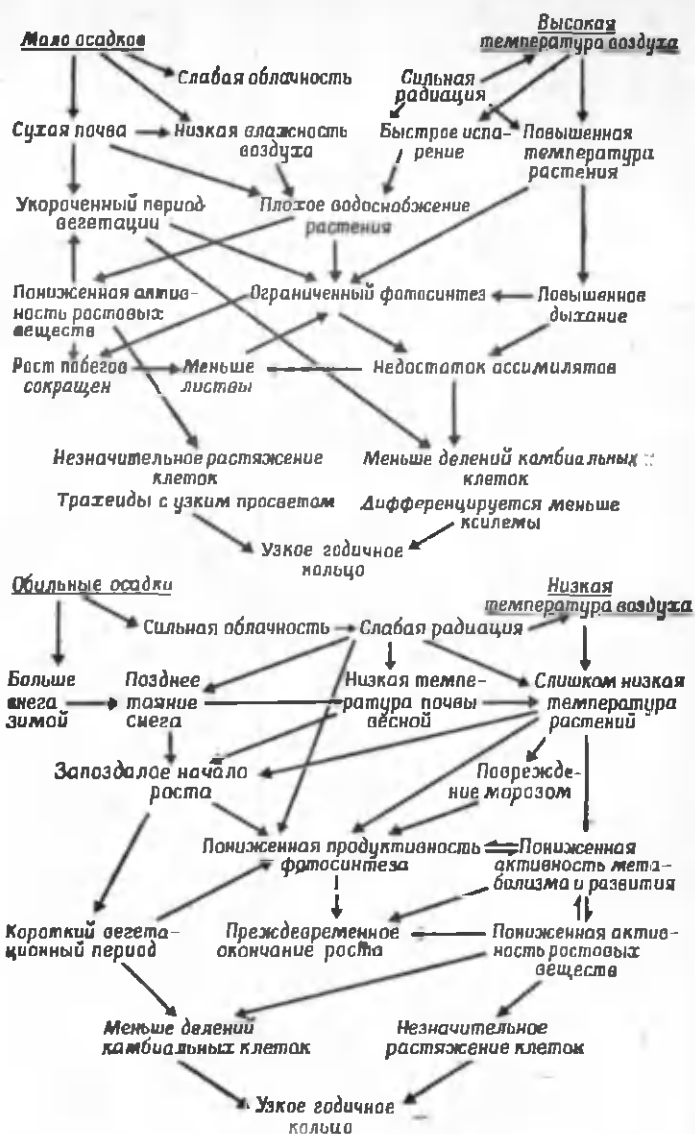 Мало осадков
Высокая
температура воздуха
Слабая облачность
Сильная
радиация
Сухая почва
Низкая влажность
воздуха
Быстрое испа-
рение
Повышенная
температура
растения
Укороченный период
вегетации
Плохое водоснабжение
растения
Пониженная актив-
ность ростовых
веществ
Ограниченный фотосинтез
Повышенное
дыхание
Рост побегов
сокращен
Меньше
листвы
Недостаток ассимилятов
Незначительное растяжение
клеток
Меньше делений камбиальных
клеток
Трахеиды с узким просветом
Дифференцируется меньше
ксилемы
Узкое годичное
кольцо
Обильные осадки
Низкая
температура воздуха
Сильная облачность
Слабая радиация
Больше
снега
зимой
Позднее
таяние
снега
Низкая темпе-
ратура почвы
весной
Слишком низкая
температура
растений
Запоздалое начало
роста
Поврежде-
ние морозом
Пониженная продуктивность
фотосинтеза
Пониженная
активность мета-
болизма и развития
Короткий вегета-
ционный период
Преждевременное
окончание роста
Пониженная актив-
ность ростовых
веществ
Меньше делений
камбиальных клеток
Незначительное
растяжение клеток
Узкое годичное
кольцо